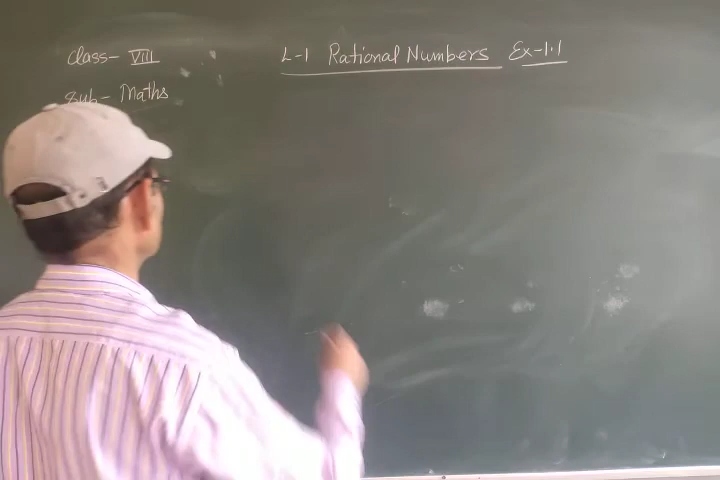 Class- VIII
L-1 Rational Numbers Ex-1.1
Sub- Maths